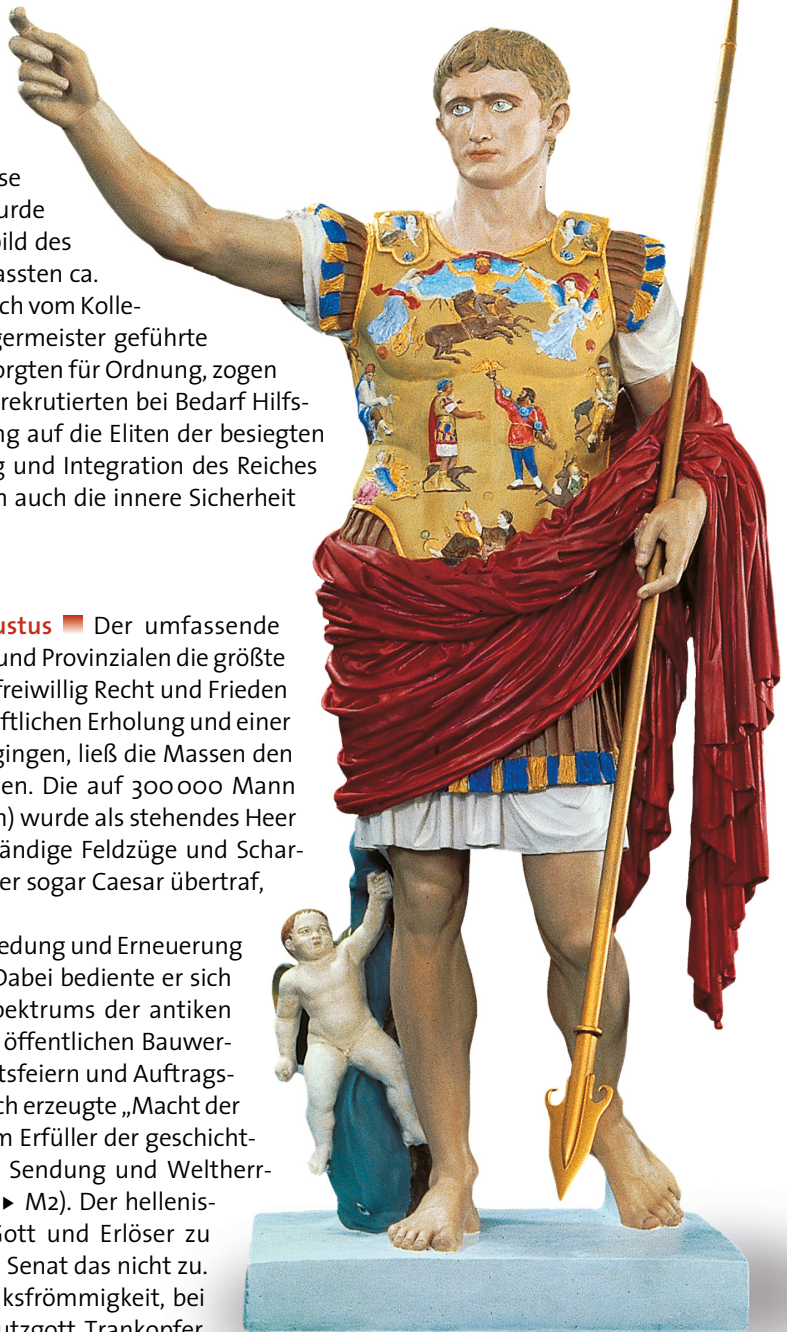 se
urde
bild des
assten ca.
ch vom Kolle-
germeister geführte
orgten für Ordnung, zogen
rekrutierten bei Bedarf Hilfs-
ng auf die Eliten der besiegten
g und Integration des Reiches
n auch die innere Sicherheit
ustus ■ Der umfassende
und Provinzialen die größte
freiwillig Recht und Frieden
ftlichen Erholung und einer
gingen, ließ die Massen den
en. Die auf 300 000 Mann
n) wurde als stehendes Heer
tändige Feldzüge und Schar-
er sogar Caesar übertraf,
edung und Erneuerung
Dabei bediente er sich
pektrums der antiken
öffentlichen Bauwer-
tsfeiern und Auftrags-
ch erzeugte „Macht der
m Erfüller der geschicht-
Sendung und Weltherr-
▸ M2). Der hellenis-
Gott und Erlöser zu
Senat das nicht zu.
ksfrömmigkeit, bei
utzgott Trankopfer